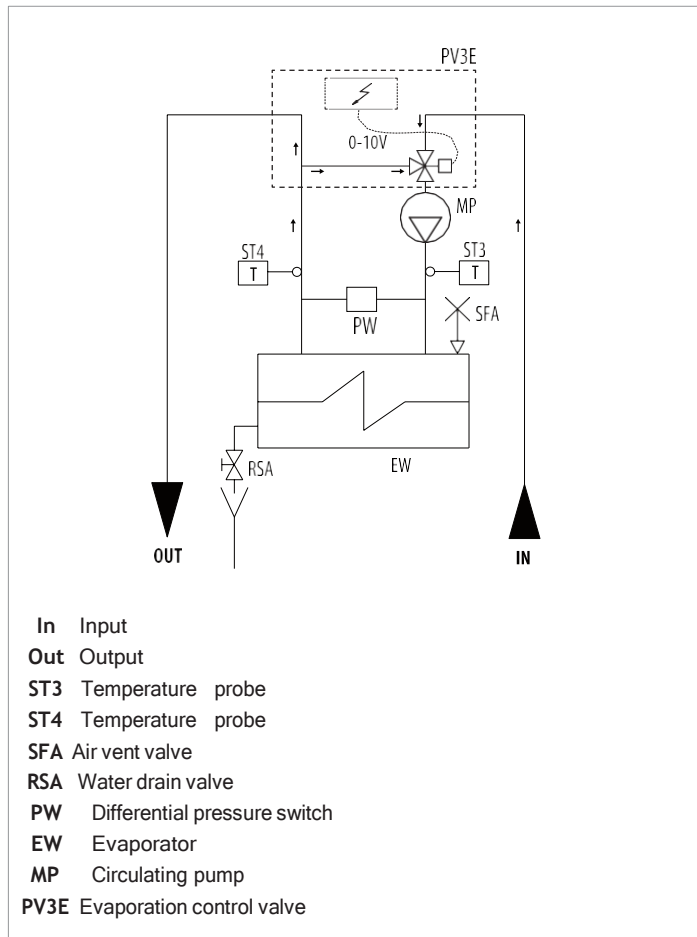 PV3E
0-10V
MP
ST4
T
ST3
T
PW
SFA
RSA
EW
OUT
IN
In Input
Out Output
ST3 Temperature probe
ST4 Temperature probe
SFA Air vent valve
RSA Water drain valve
PW Differential pressure switch
EW Evaporator
MP Circulating pump
PV3E Evaporation control valve